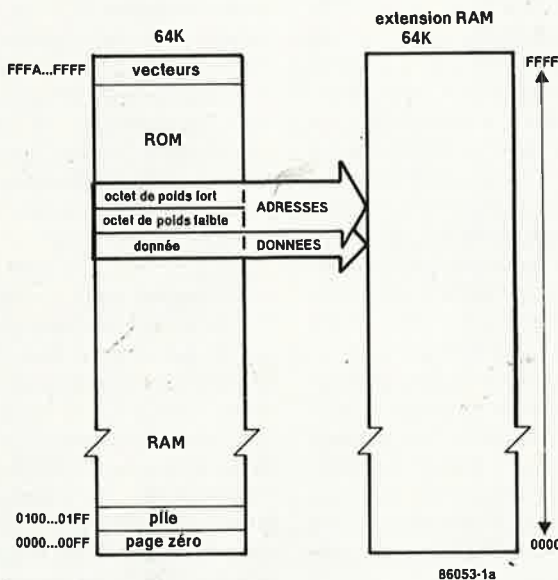 extension RAM
64K
64K
FFFA...FFFF
vecteurs
FFFF
ROM
octet de poids fort
ADRESSES
octet de poids faible
donnée
DONNEES
RAM
0100...01FF
pile
0000...00FF
page zéro
0000
86053-1a